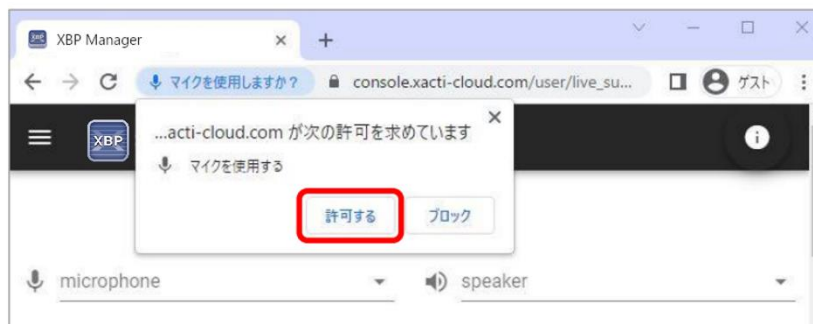 XBP Manager
マイクを使用しますか？
console.xacti-cloud.com/user/live_su...
ゲスト
XBP
...acti-cloud.com が次の許可を求めています
マイクを使用する
許可する
ブロック
microphone
speaker